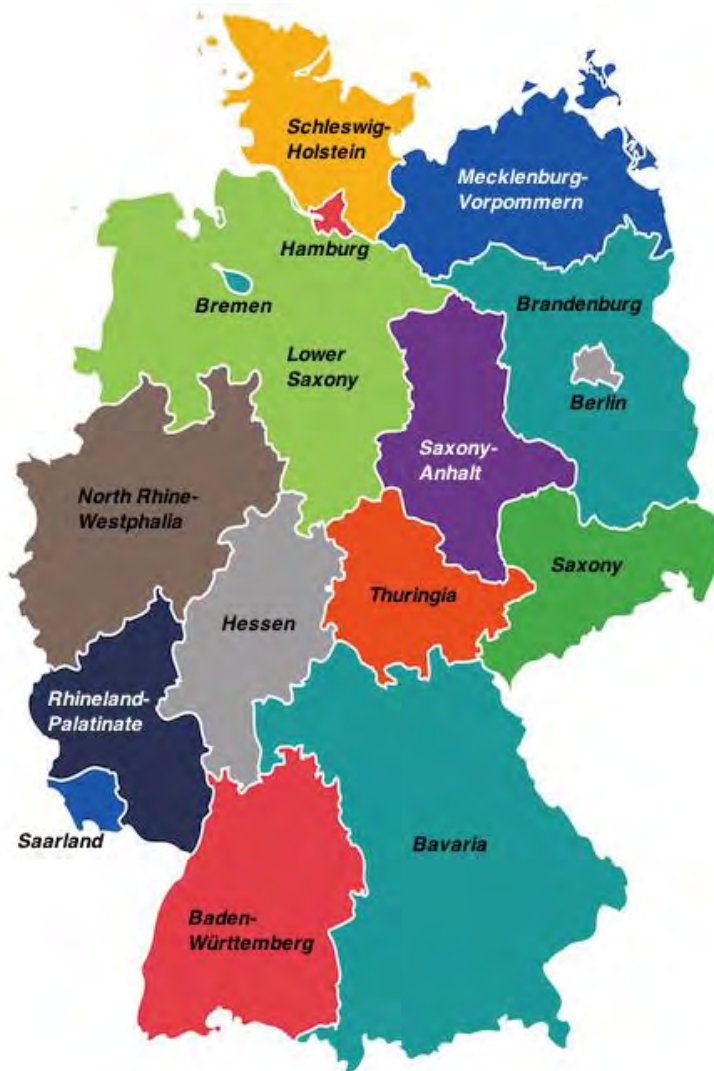 Schleswig-
Holstein
Mecklenburg-
Vorpommern
Hamburg
Bremen
Brandenburg
Lower
Saxony
Berlin
Saxony-
Anhalt
North Rhine-
Westphalia
Saxony
Thuringia
Hessen
Rhineland-
Palatinate
Saarland
Bavaria
Baden-
Württemberg